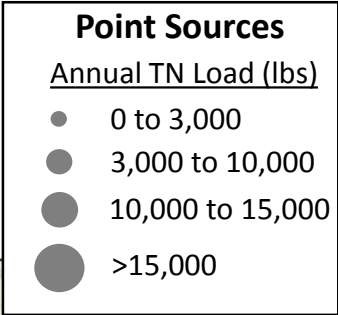 Point Sources
Annual TN Load (lbs)
0 to 3,000
3,000 to 10,000
10,000 to 15,000
>15,000